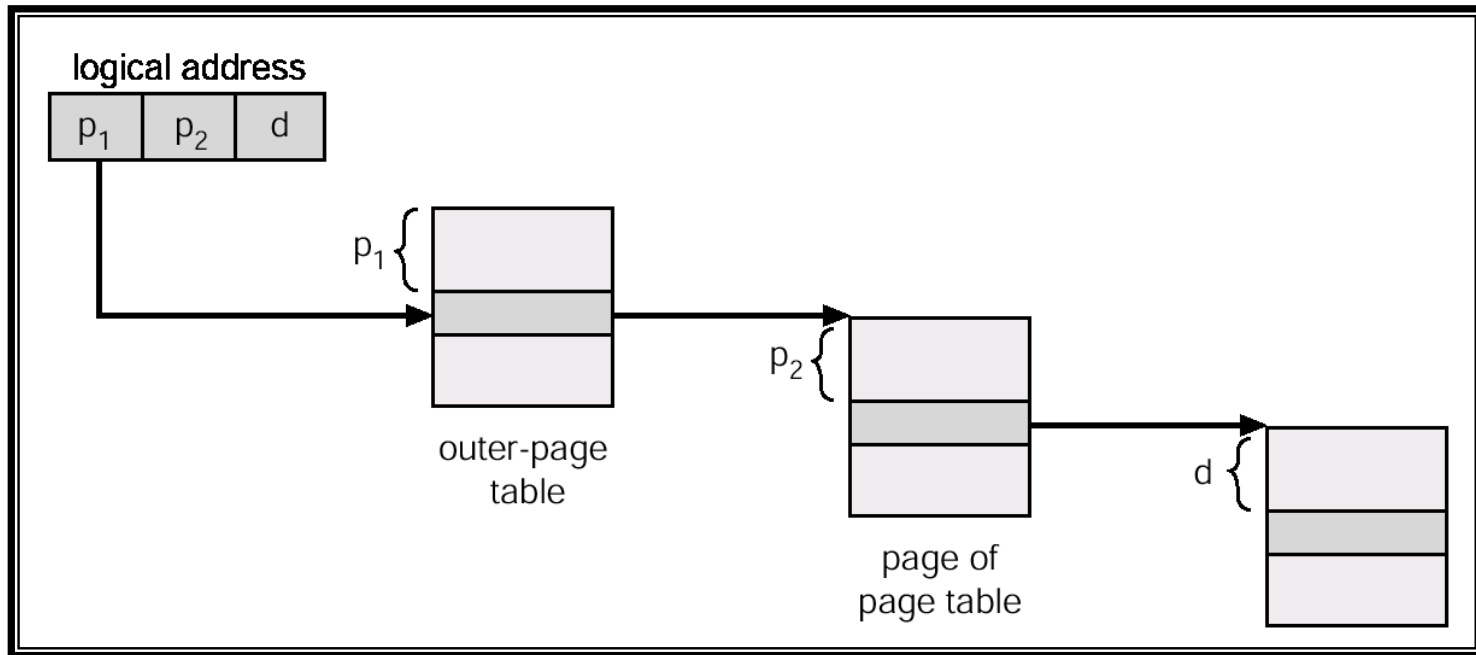 logical address
p₁ p₂ d
p₁
outer-page
table
p₂
page of
page table
d